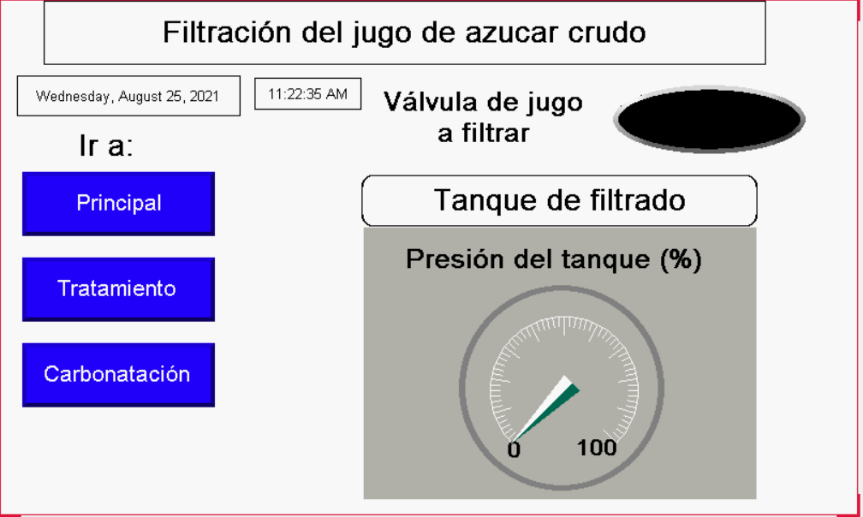 Filtración del jugo de azucar crudo
Wednesday, August 25, 2021
11:22:35 AM
Válvula de jugo
a filtrar
Ir a:
Principal
Tratamiento
Carbonatación
Tanque de filtrado
Presión del tanque (%)
0
100